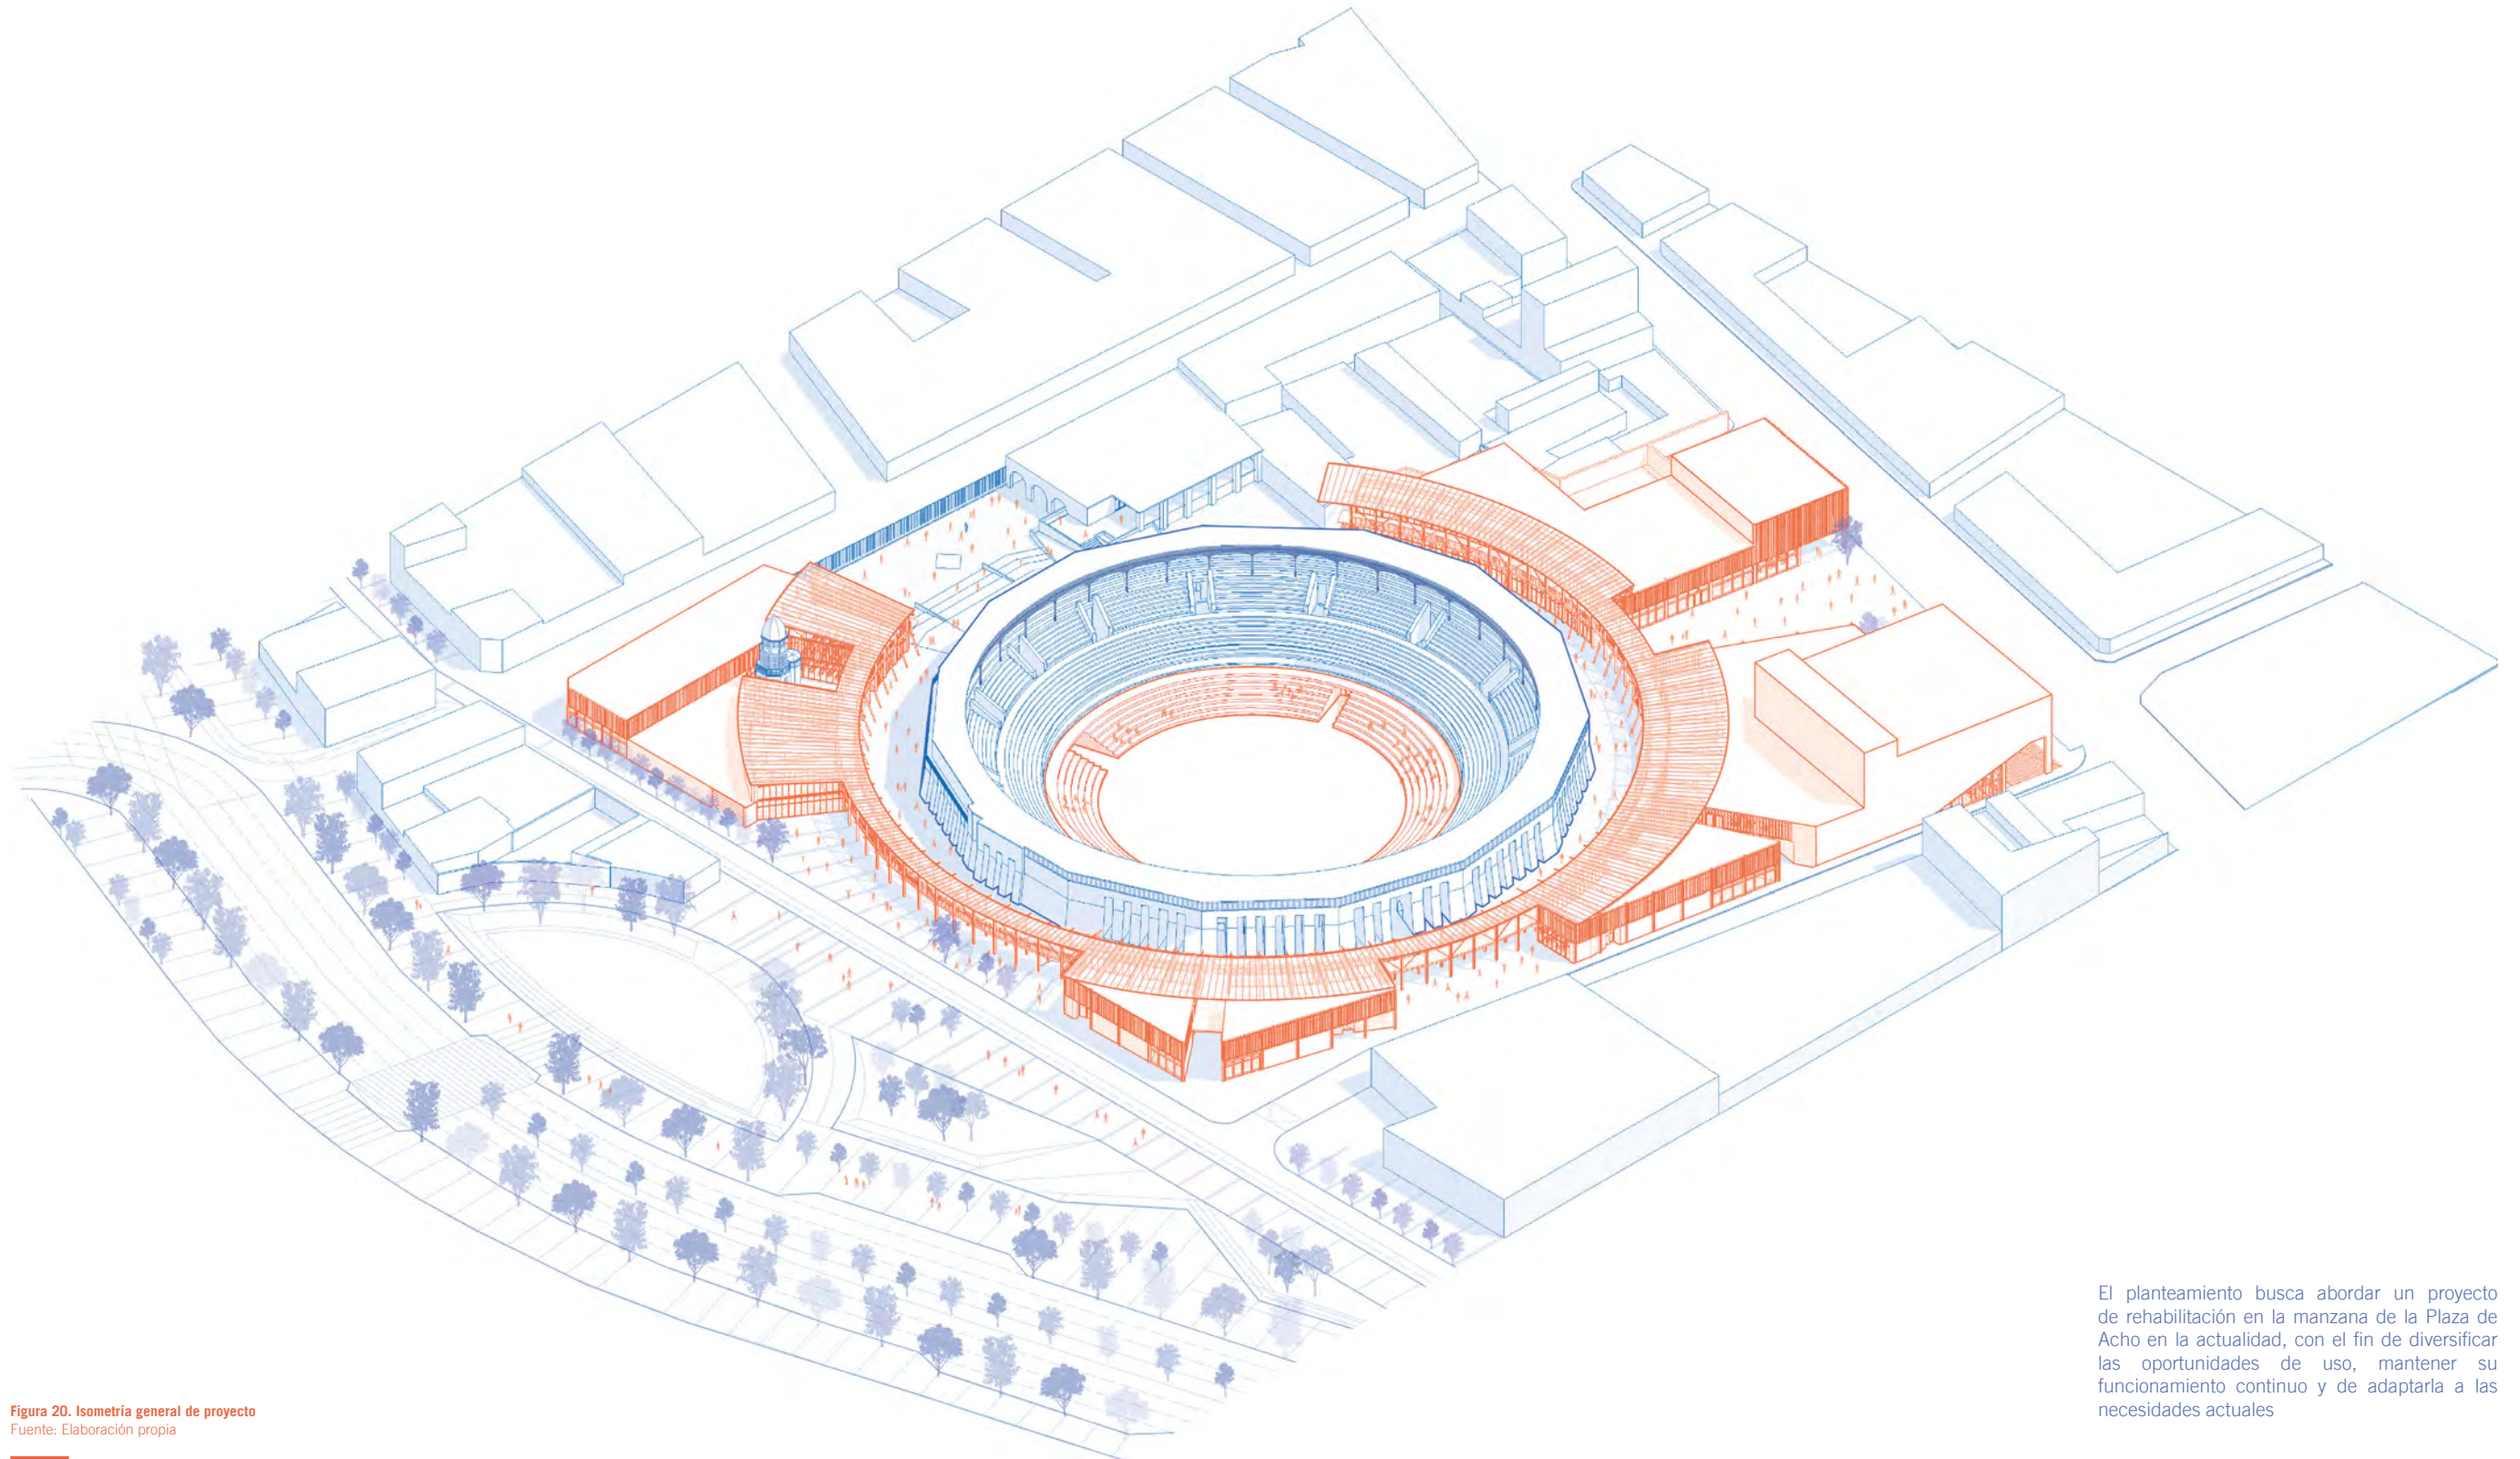 El planteamiento busca abordar un proyecto
de rehabilitación en la manzana de la Plaza de
Acho en la actualidad, con el fin de diversificar
las oportunidades de uso, mantener su
funcionamiento continuo y de adaptarla a las
necesidades actuales
Figura 20. Isometría general de proyecto
Fuente: Elaboración propia